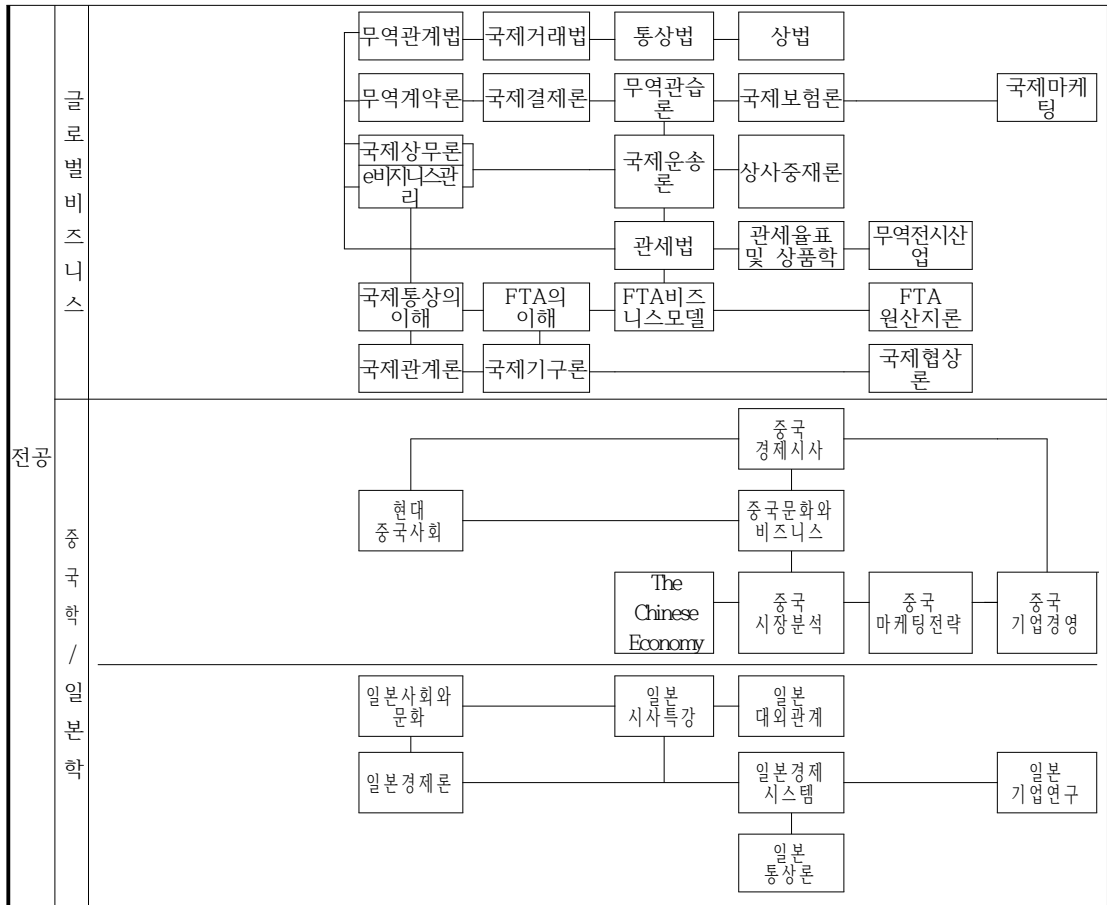 전공
글로벌비즈니스
무역관계법 국제거래법 통상법 상법
무역계약론 국제결제론 무역관습
론 국제보험론 국제마케
팅
국제상무론
e비지니스관
리
국제운송
론 상사중재론
관세법 관세율표
및 상품학 무역전시산
업
국제통상의
이해 FTA의
이해 FTA비즈
니스모델 FTA
원산지론
국제관계론 국제기구론 국제협상
론
중국학/일본학
중국
경제시사
현대
중국사회 중국문화와
비즈니스
The
Chinese
Economy
중국
시장분석 중국
마케팅전략 중국
기업경영
일본사회와
문화 일본
시사특강 일본
대외관계
일본경제론 일본경제
시스템 일본
기업연구
일본
통상론